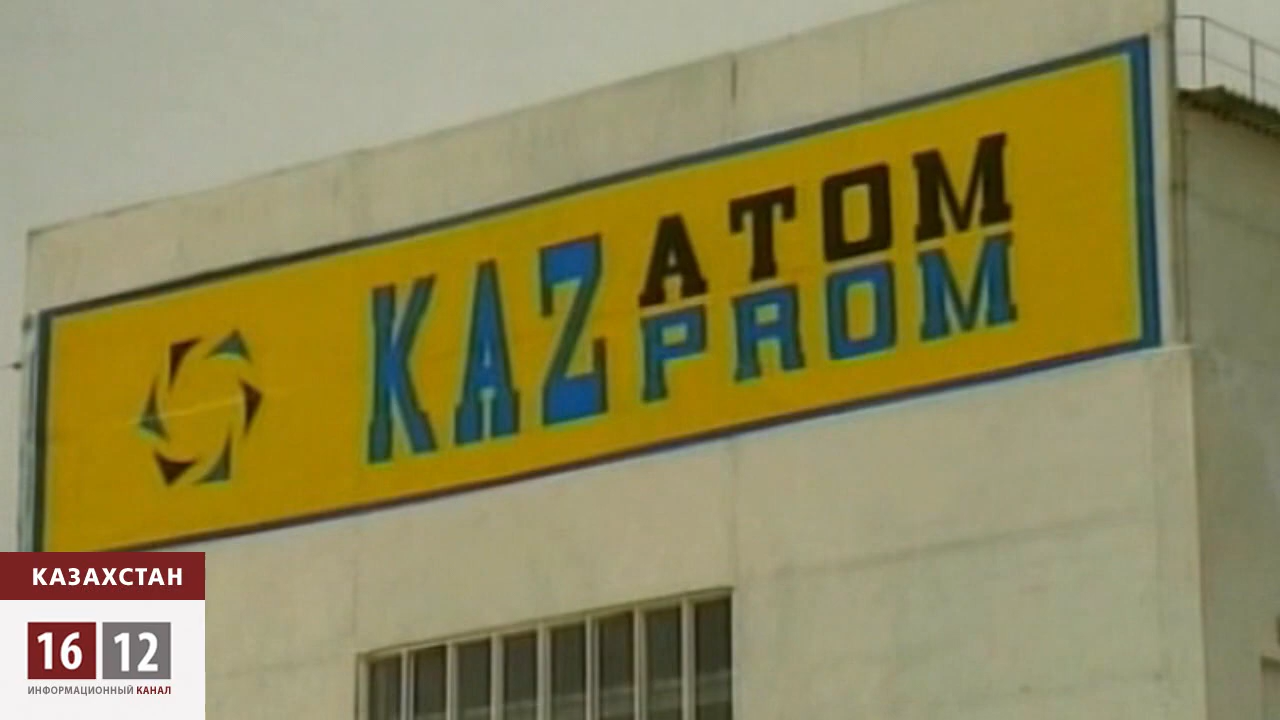 KAZ ATOM
PROM
КАЗАХСТАН
16 12
ИНФОРМАЦИОННЫЙ КАНАЛ